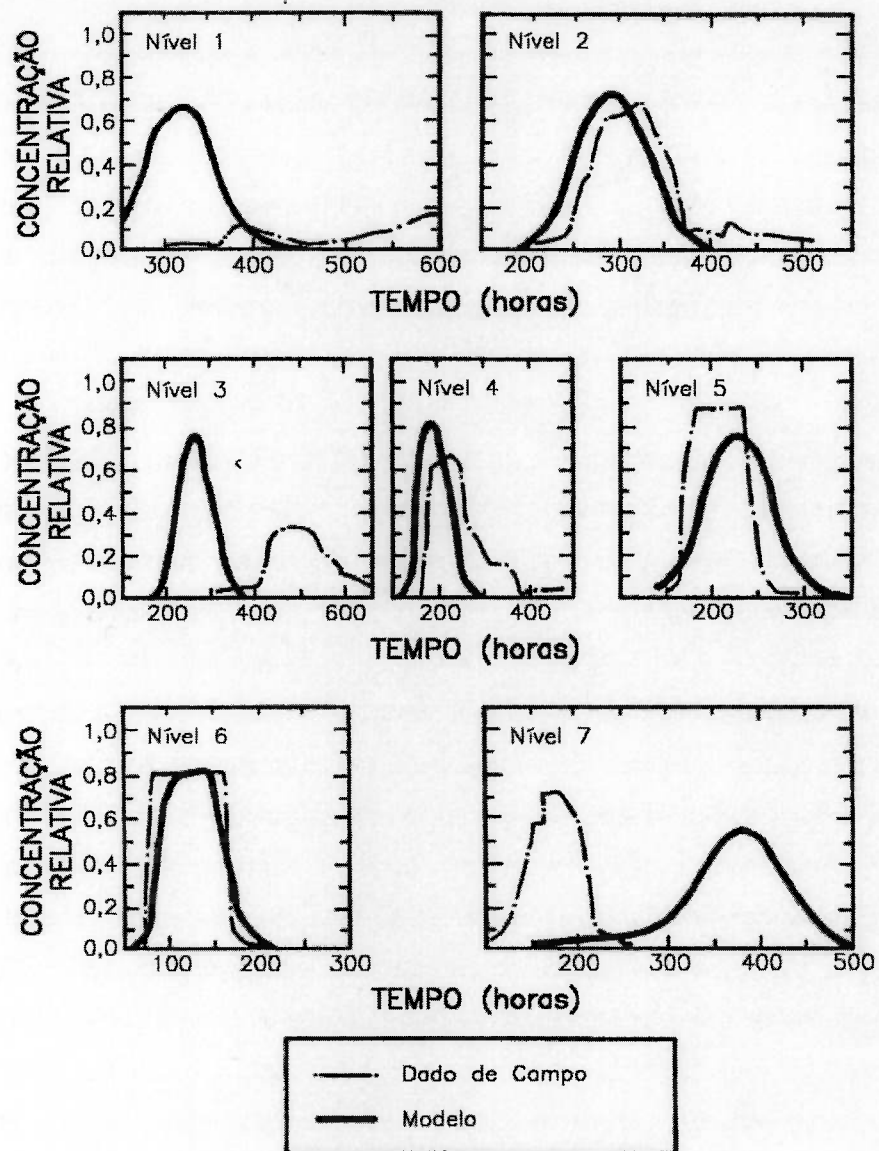 CONCENTRAÇÃO
RELATIVA
1,0
0,8
0,6
0,4
0,2
0,0
Nível 1
300 400 500 600
Nível 2
200 300 400 500
TEMPO (horas)
CONCENTRAÇÃO
RELATIVA
1,0
0,8
0,6
0,4
0,2
0,0
Nível 3
200 400 600
Nível 4
200 400
Nível 5
200 300
TEMPO (horas)
CONCENTRAÇÃO
RELATIVA
1,0
0,8
0,6
0,4
0,2
0,0
Nível 6
100 200 300
Nível 7
200 300 400 500
TEMPO (horas)
Dado de Campo
Modelo